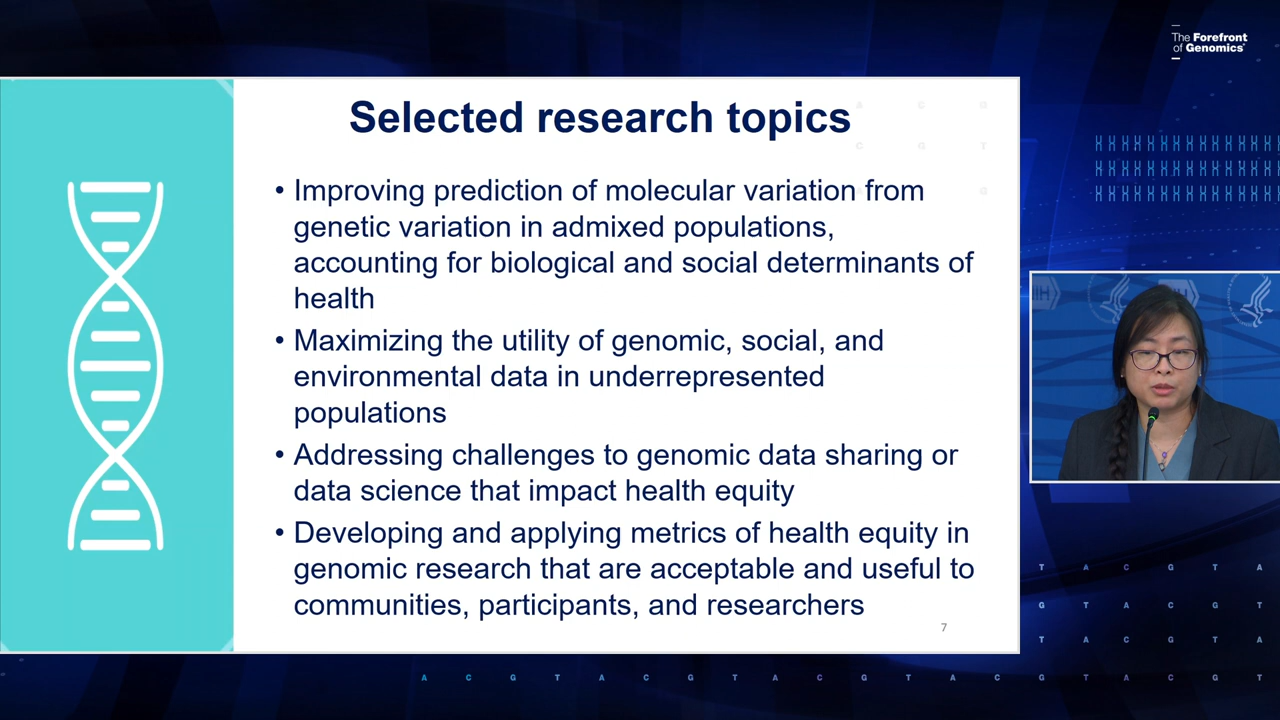 The Forefront
of Genomics®
Selected research topics
• Improving prediction of molecular variation from
genetic variation in admixed populations,
accounting for biological and social determinants of
health
• Maximizing the utility of genomic, social, and
environmental data in underrepresented
populations
• Addressing challenges to genomic data sharing or
data science that impact health equity
• Developing and applying metrics of health equity in
genomic research that are acceptable and useful to
communities, participants, and researchers
7
A C G
C G T
A G
T A C G T A
G T A C G T
T A C G T
A C G T A C G T A C G T A C G T A C G T